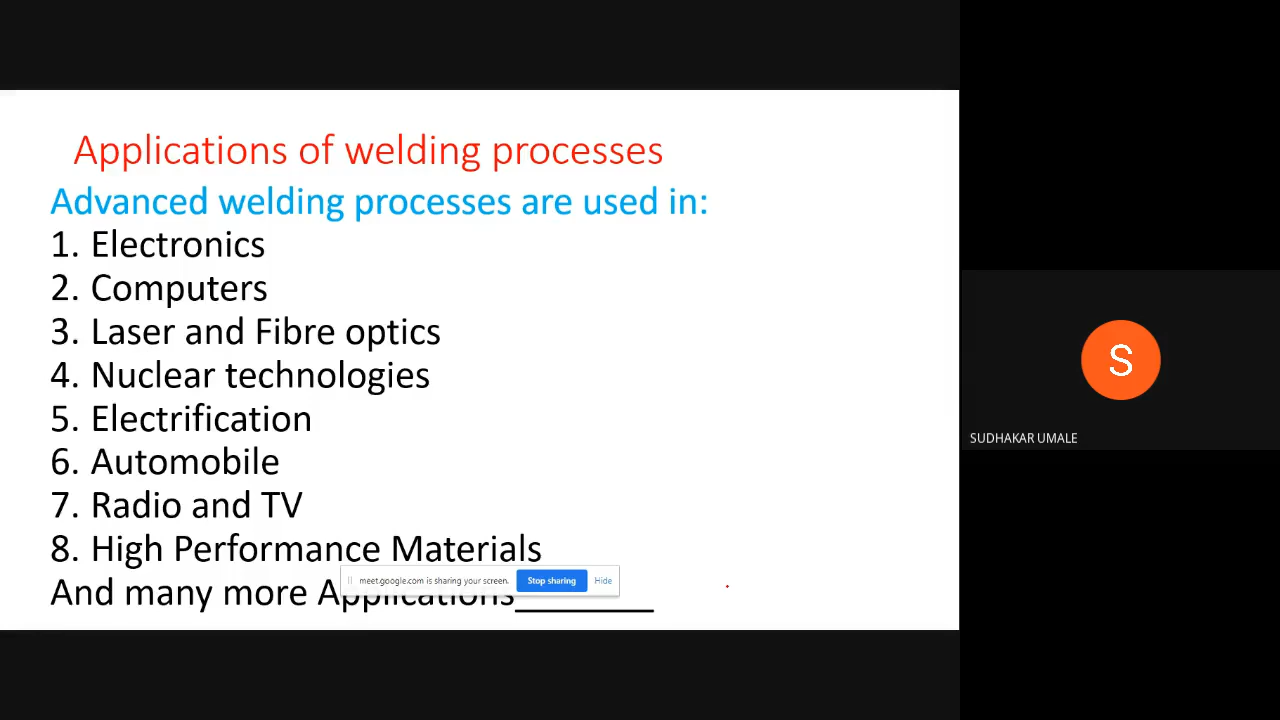 Applications of welding processes
Advanced welding processes are used in:
1. Electronics
2. Computers
3. Laser and Fibre optics
4. Nuclear technologies
5. Electrification
6. Automobile
7. Radio and TV
8. High Performance Materials
And many more Applications_______
meet.google.com is sharing your screen.
Stop sharing
Hide
S
SUDHAKAR UMALE